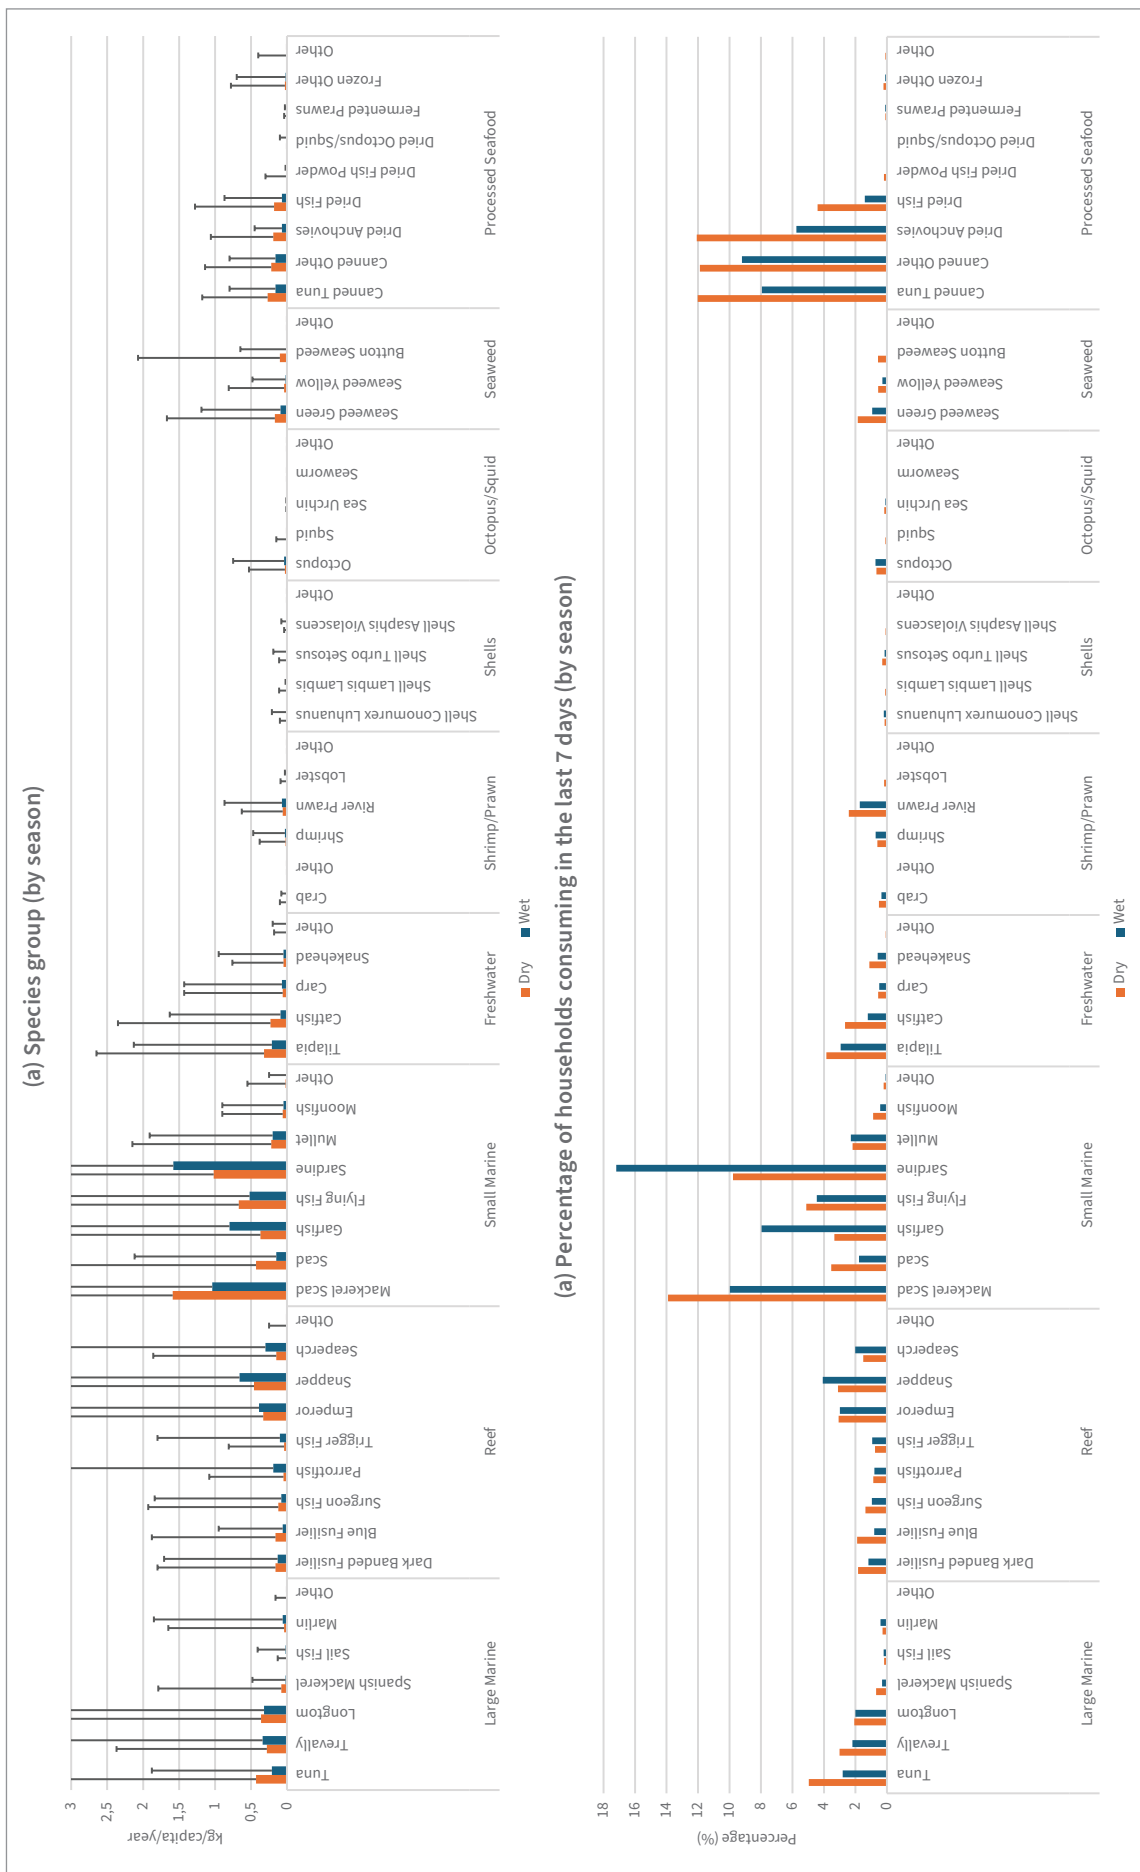 (a) Species group (by season)
kg/capita/year
3
2,5
2
1,5
1
0,5
0
Tuna
Trevally
Longtom
Spanish Mackerel
Sail Fish
Marlin
Other
Dark Banded Fusilier
Blue Fusilier
Surgeon Fish
Parrotfish
Trigger Fish
Emperor
Snapper
Seaperch
Other
Mackerel Scad
Scad
Garfish
Flying Fish
Sardine
Mullet
Moonfish
Other
Tilapia
Catfish
Carp
Snakehead
Other
Crab
Other
Shrimp
River Prawn
Lobster
Other
Shell Conomurex Luhuanus
Shell Lambis Lambis
Shell Turbo Setosus
Shell Asaphis Violascens
Other
Octopus
Squid
Sea Urchin
Seaworm
Other
Seaweed Green
Seaweed Yellow
Button Seaweed
Other
Canned Tuna
Canned Other
Dried Anchovies
Dried Fish
Dried Fish Powder
Dried Octopus/Squid
Fermented Prawns
Frozen Other
Other
Large Marine
Reef
Small Marine
Freshwater
Shrimp/Prawn
Shells
Octopus/Squid
Seaweed
Processed Seafood
Dry
Wet
(a) Percentage of households consuming in the last 7 days (by season)
Percentage (%)
18
16
14
12
10
8
6
4
2
0
Tuna
Trevally
Longtom
Spanish Mackerel
Sail Fish
Marlin
Other
Dark Banded Fusilier
Blue Fusilier
Surgeon Fish
Parrotfish
Trigger Fish
Emperor
Snapper
Seaperch
Other
Mackerel Scad
Scad
Garfish
Flying Fish
Sardine
Mullet
Moonfish
Other
Tilapia
Catfish
Carp
Snakehead
Other
Crab
Other
Shrimp
River Prawn
Lobster
Other
Shell Conomurex Luhuanus
Shell Lambis Lambis
Shell Turbo Setosus
Shell Asaphis Violascens
Other
Octopus
Squid
Sea Urchin
Seaworm
Other
Seaweed Green
Seaweed Yellow
Button Seaweed
Other
Canned Tuna
Canned Other
Dried Anchovies
Dried Fish
Dried Fish Powder
Dried Octopus/Squid
Fermented Prawns
Frozen Other
Other
Large Marine
Reef
Small Marine
Freshwater
Shrimp/Prawn
Shells
Octopus/Squid
Seaweed
Processed Seafood
Dry
Wet